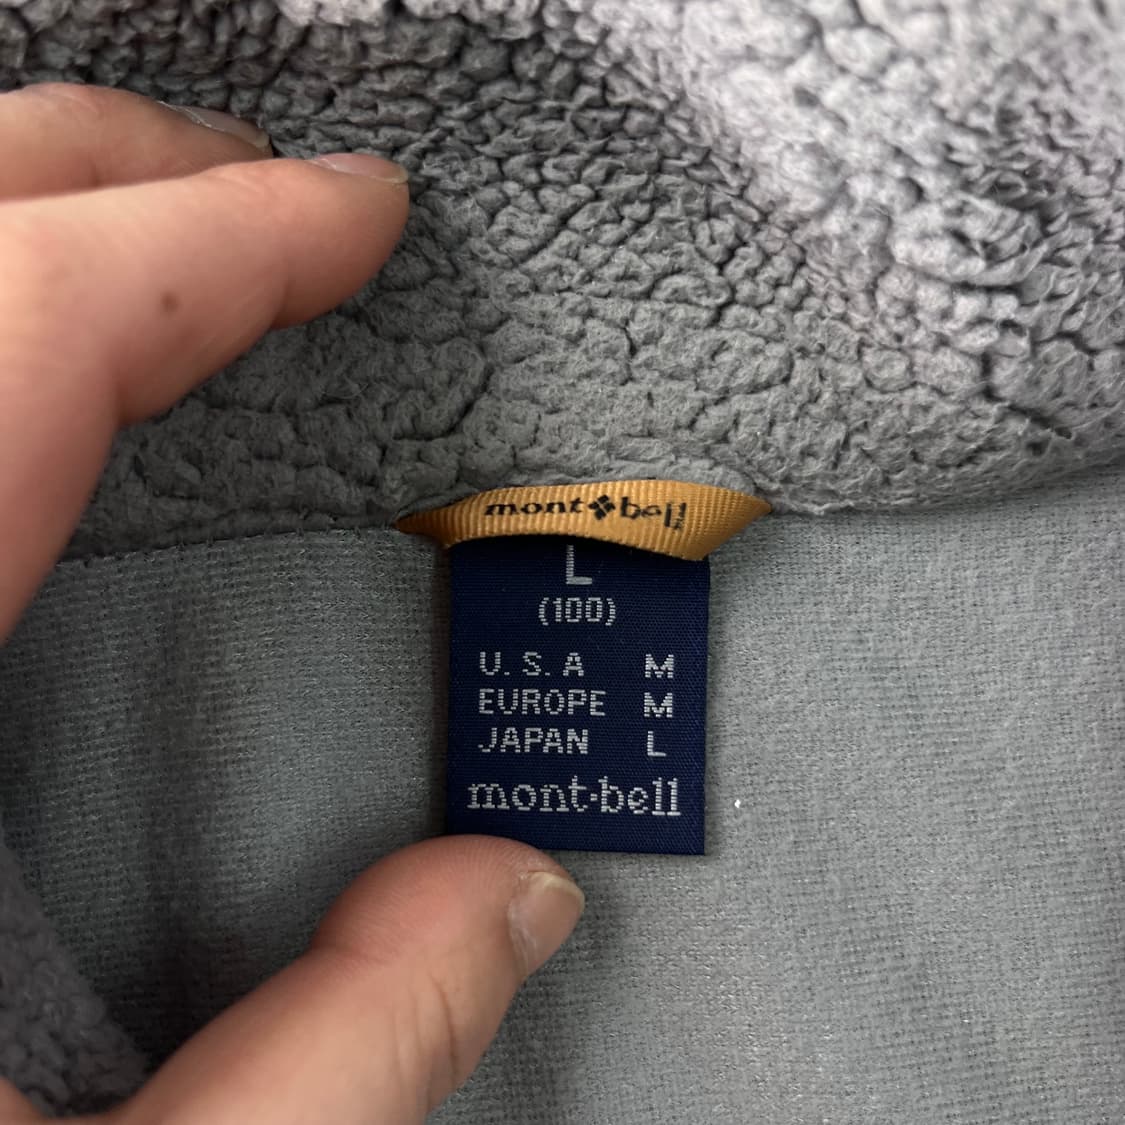 mont bell
L
(100)
U.S.A M
EUROPE M
JAPAN L
mont·bell